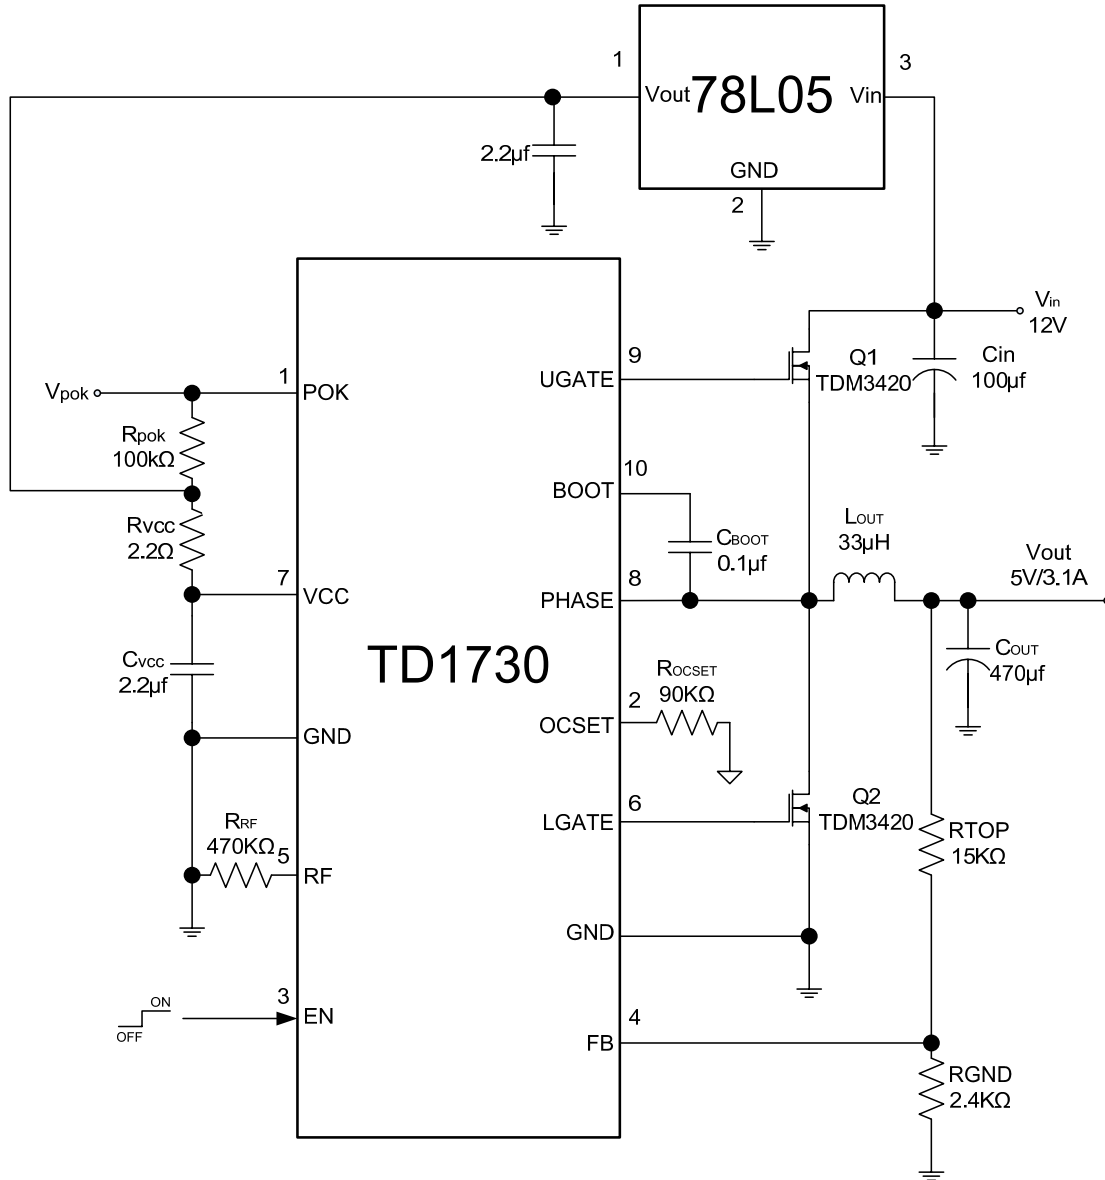 1
Vout
78L05
Vin
3
GND
2
2.2µf
Vin
12V
Cin
100µf
Q1
TDM3420
9
UGATE
1
POK
Vpok
Rpok
100kΩ
10
BOOT
CBOOT
0.1µf
LOUT
33µH
Vout
5V/3.1A
RVCC
2.2Ω
7
VCC
8
PHASE
TD1730
COUT
470µf
CVCC
2.2µf
ROCSET
90KΩ
2
OCSET
GND
Q2
TDM3420
6
LGATE
RTOP
15KΩ
RRF
470KΩ
5
RF
GND
3
EN
ON
OFF
4
FB
RGND
2.4KΩ